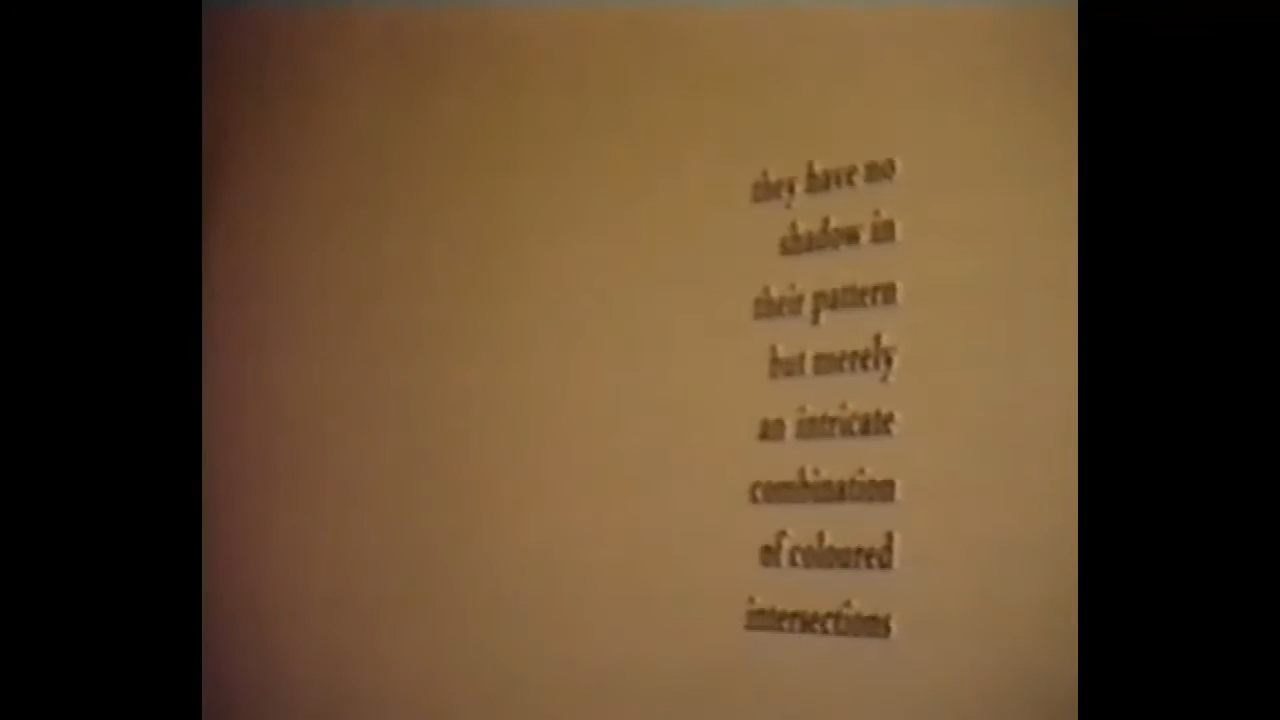 they have no
shadow in
their pattern
but merely
an intricate
combination
of coloured
intersections